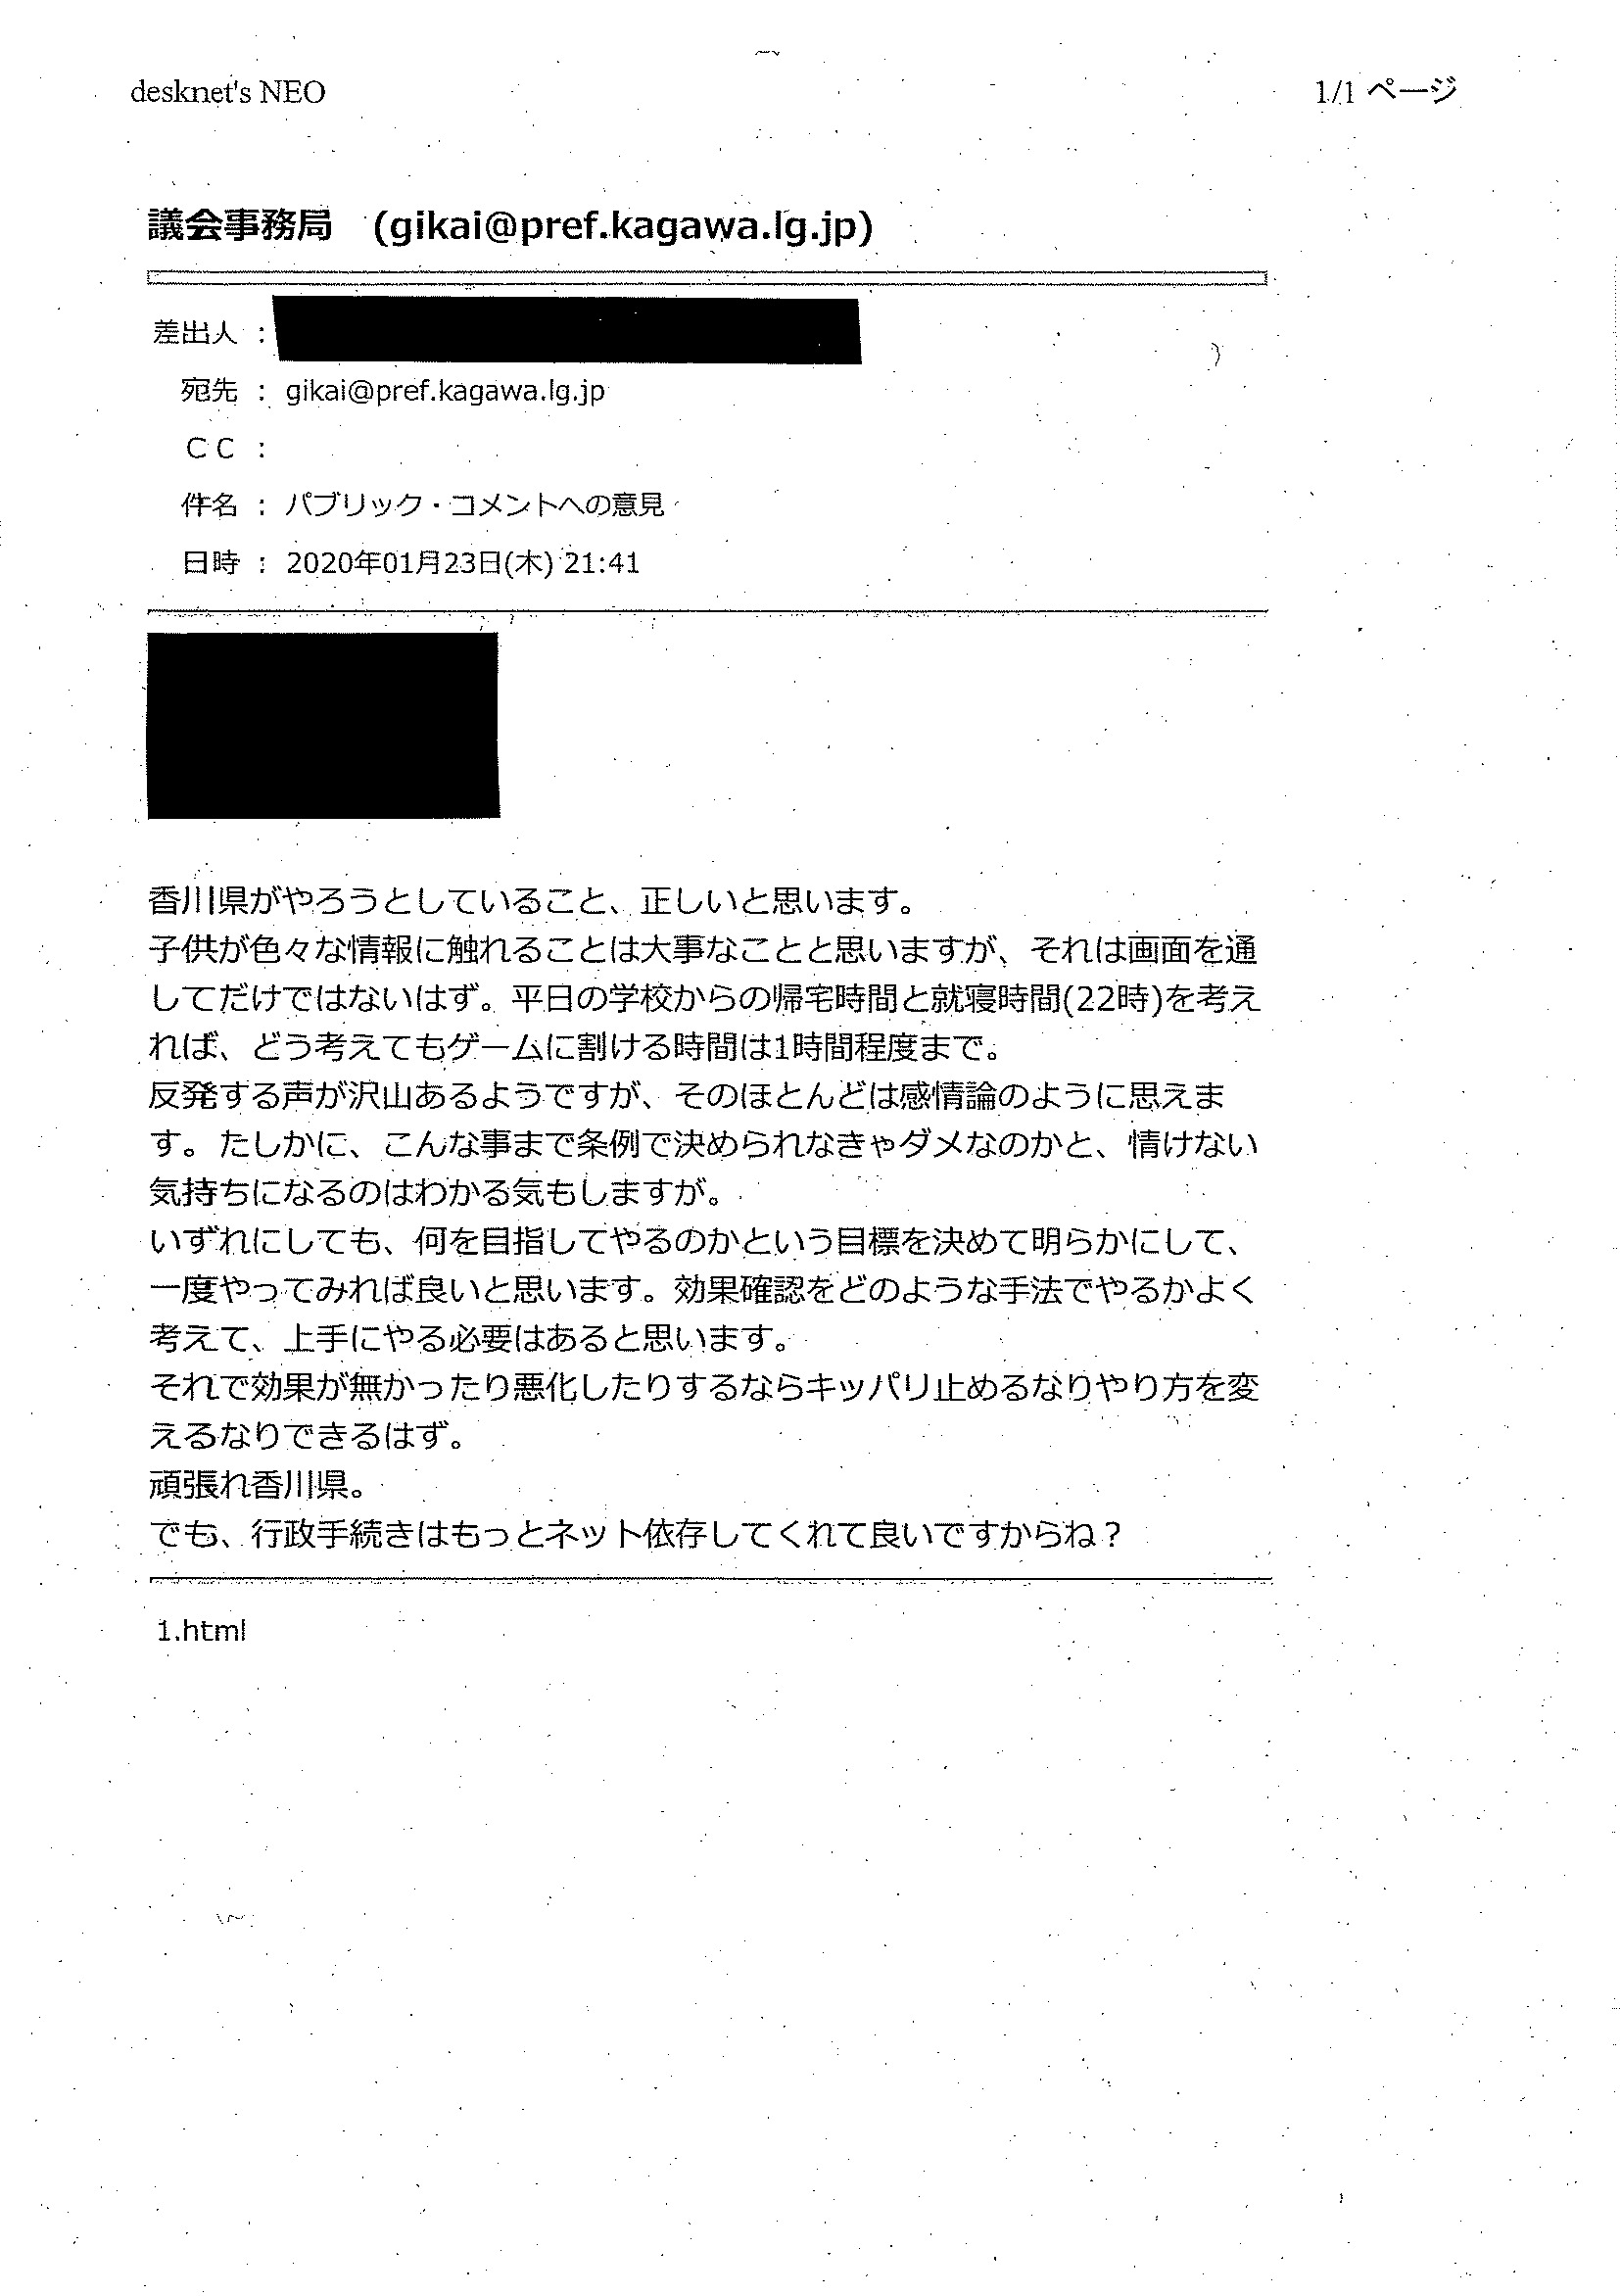 desknet's NEO
1/1 ページ
議会事務局　(gikai@pref.kagawa.lg.jp)
差出人 ：
宛先 ： gikai@pref.kagawa.lg.jp
ＣＣ ：
件名 ： パブリック・コメントへの意見
日時 ： 2020年01月23日(木) 21:41
香川県がやろうとしていること、正しいと思います。
子供が色々な情報に触れることは大事なことと思いますが、それは画面を通
してだけではないはず。平日の学校からの帰宅時間と就寝時間(22時)を考え
れば、どう考えてもゲームに割ける時間は1時間程度まで。
反発する声が沢山あるようですが、そのほとんどは感情論のように思えま
す。たしかに、こんな事まで条例で決められなきゃダメなのかと、情けない
気持ちになるのはわかる気もしますが。
いずれにしても、何を目指してやるのかという目標を決めて明らかにして、
一度やってみれば良いと思います。効果確認をどのような手法でやるかよく
考えて、上手にやる必要はあると思います。
それで効果が無かったり悪化したりするならキッパリ止めるなりやり方を変
えるなりできるはず。
頑張れ香川県。
でも、行政手続きはもっとネット依存してくれて良いですからね？
1.html